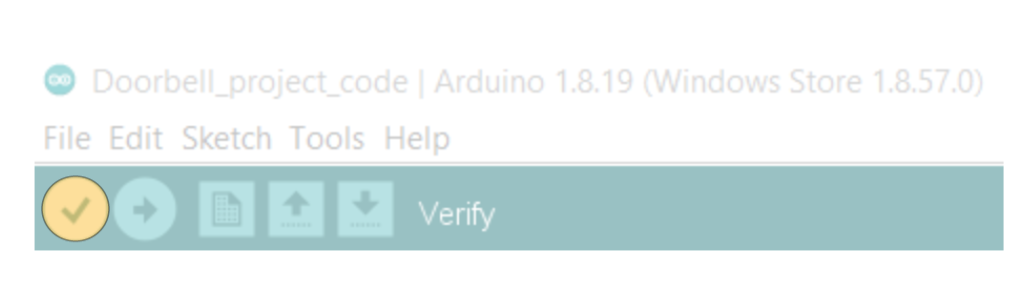 Doorbell_project_code | Arduino 1.8.19 (Windows Store 1.8.57.0)
File Edit Sketch Tools Help
Verify